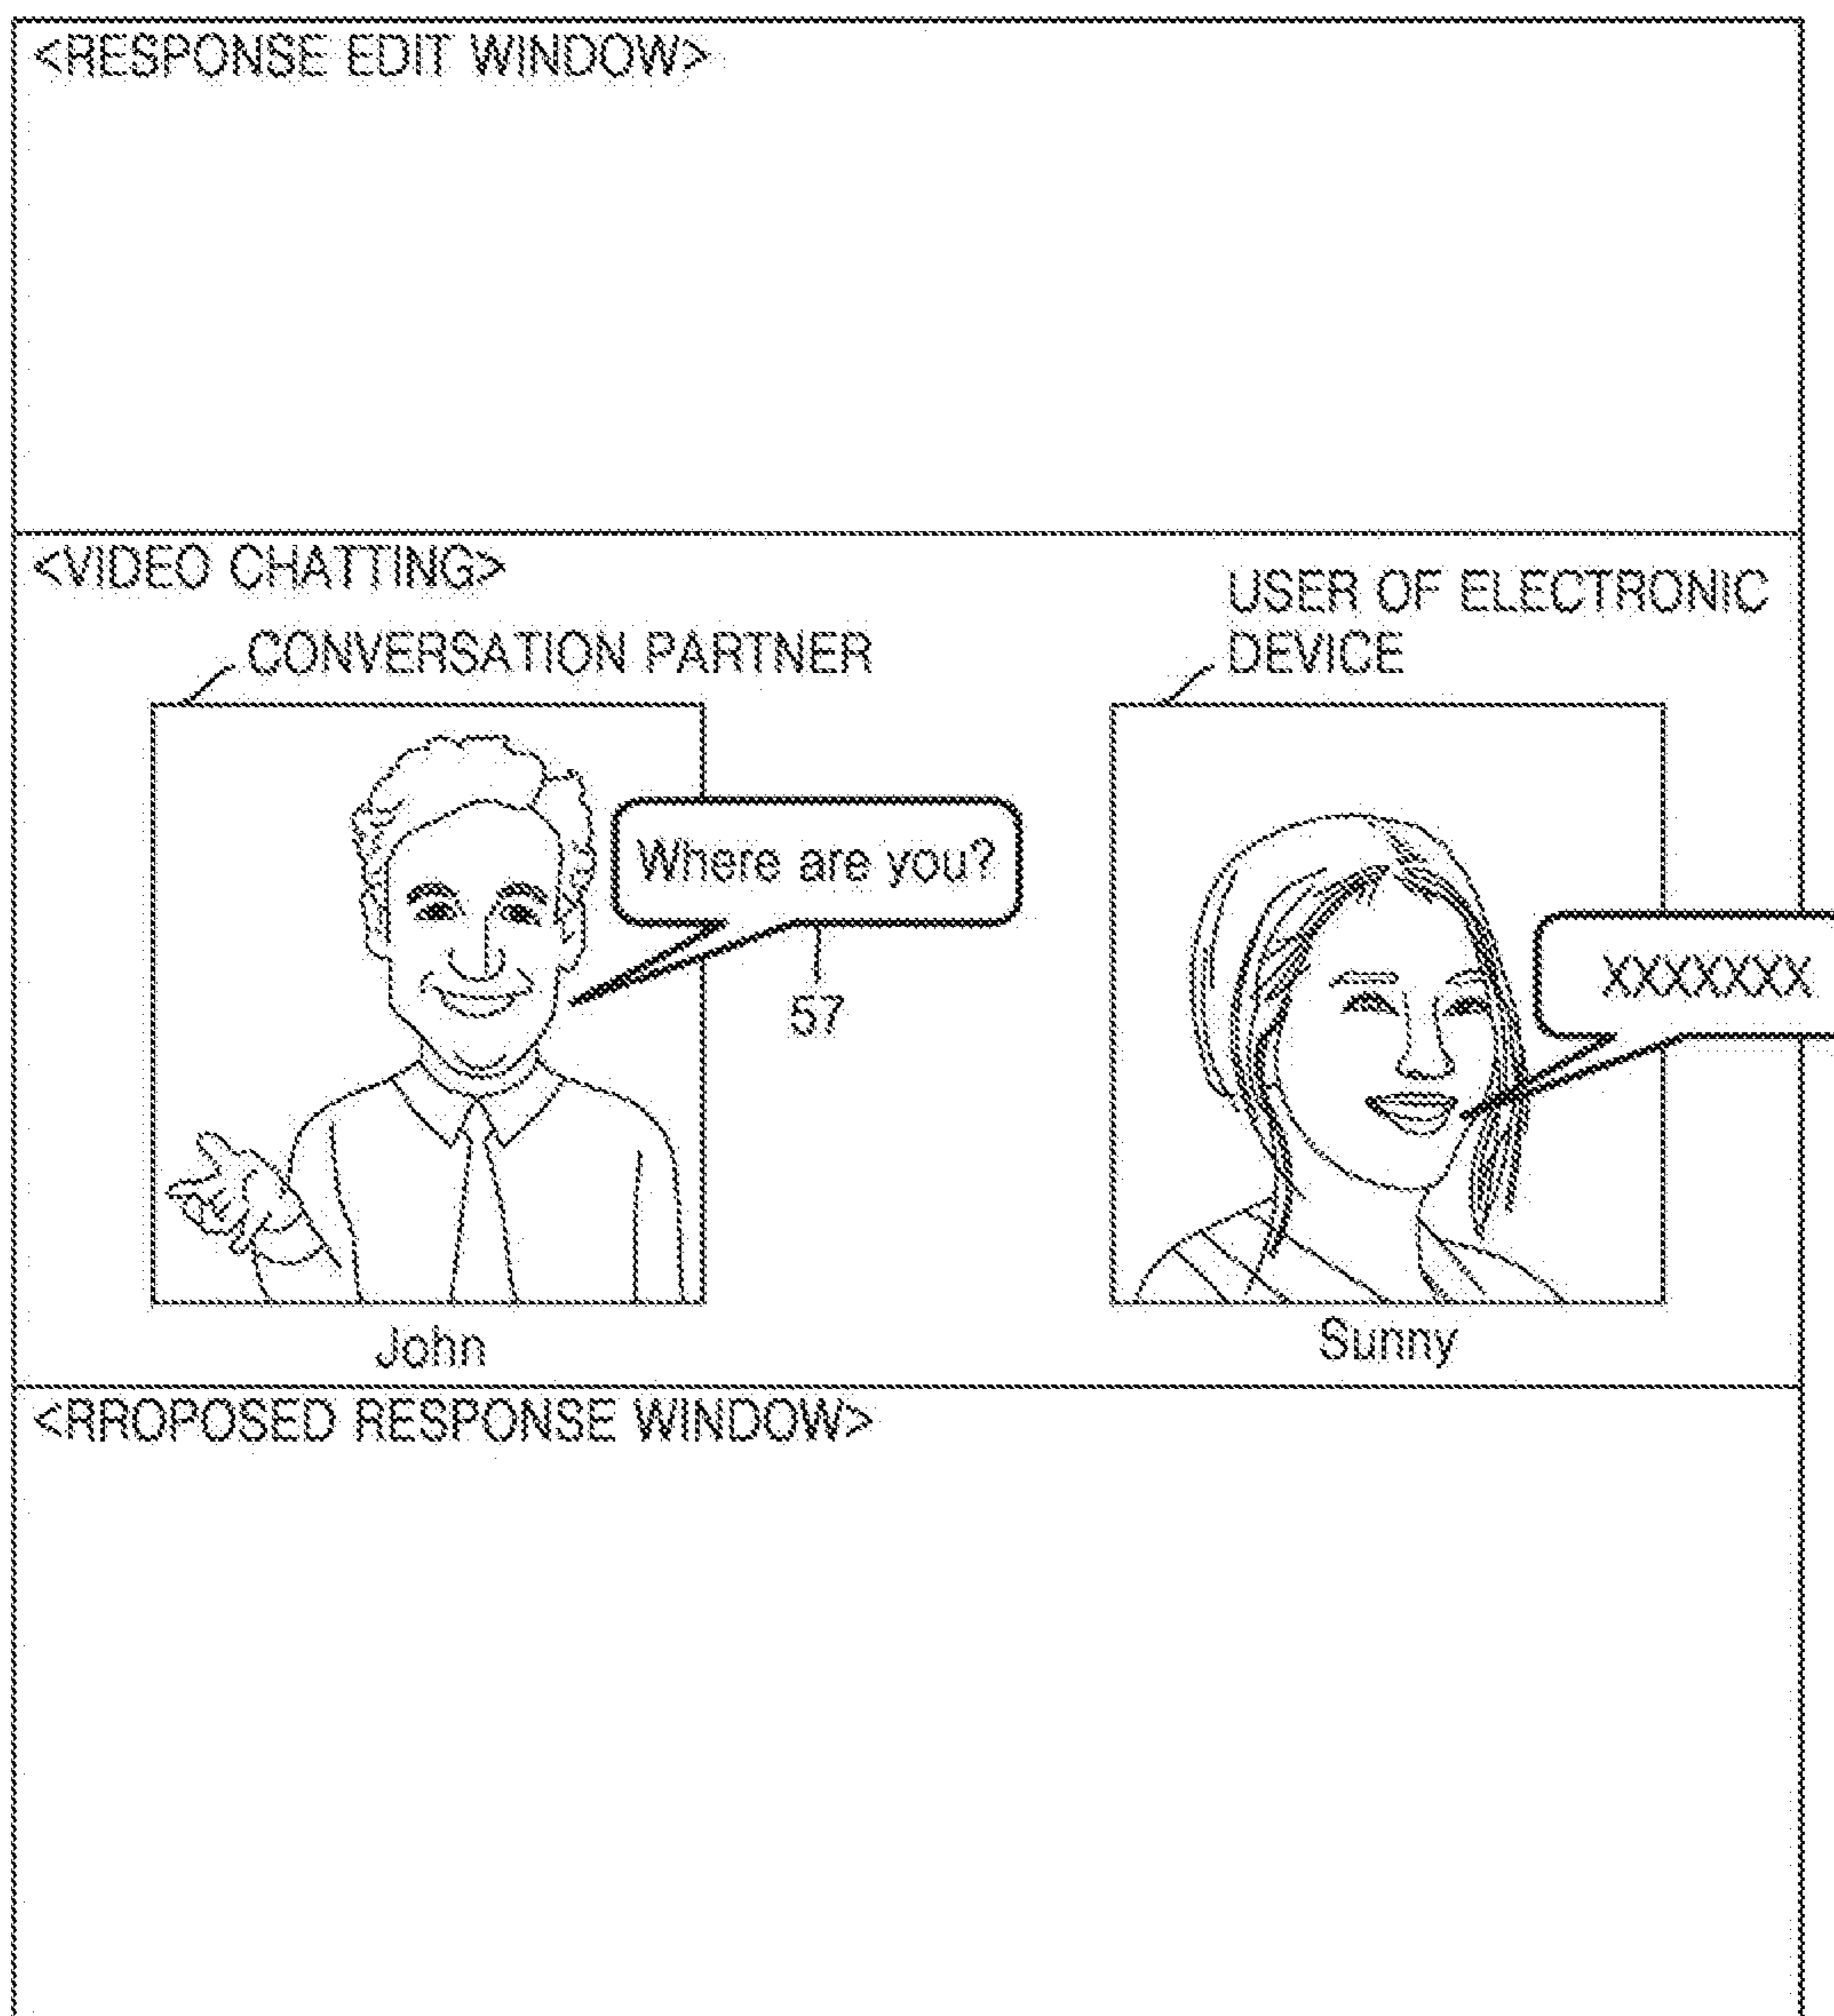 <RESPONSE EDIT WINDOW>
<VIDEO CHATTING>
CONVERSATION PARTNER
USER OF ELECTRONIC
DEVICE
Where are you?
57
XXXXXXX
John
Sunny
<RROPOSED RESPONSE WINDOW>